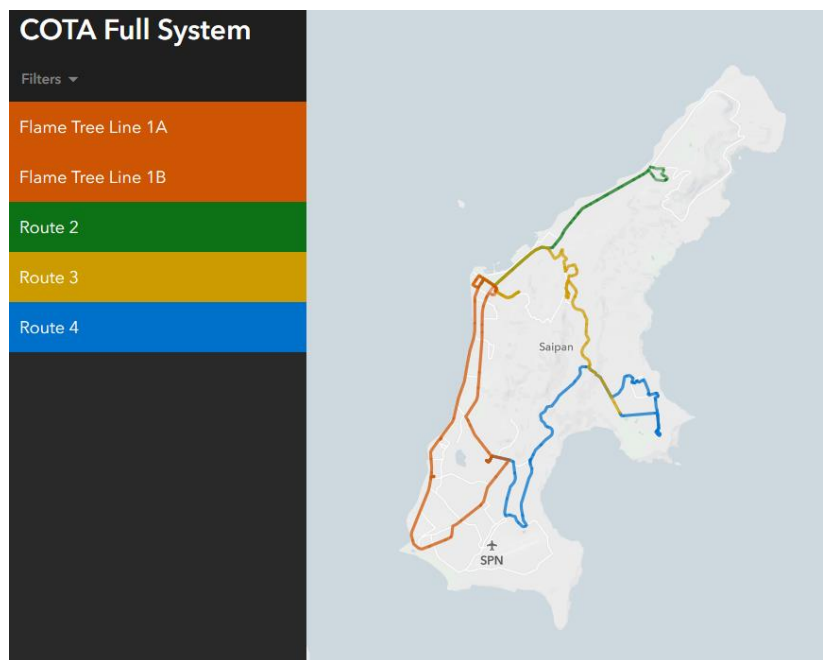 COTA Full System
Filters
Flame Tree Line 1A
Flame Tree Line 1B
Route 2
Route 3
Route 4
Saipan
SPN